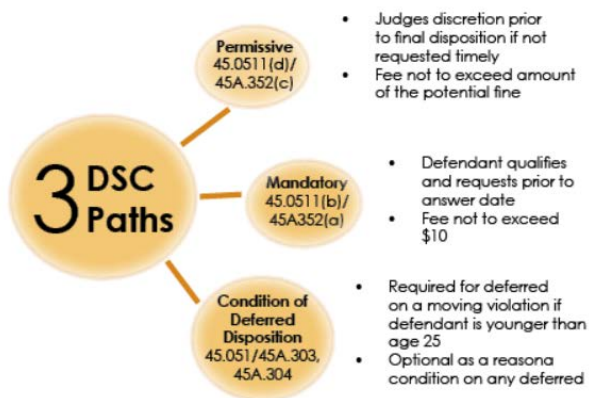 3 DSC
Paths
Permissive
45.0511(d)/
45A.352(c)
• Judges discretion prior
to final disposition if not
requested timely
• Fee not to exceed amount
of the potential fine
Mandatory
45.0511(b)/
45A352(a)
• Defendant qualifies
and requests prior to
answer date
• Fee not to exceed
$10
Condition of
Deferred
Disposition
45.051/45A.303,
45A.304
• Required for deferred
on a moving violation if
defendant is younger than
age 25
• Optional as a reasona
condition on any deferred